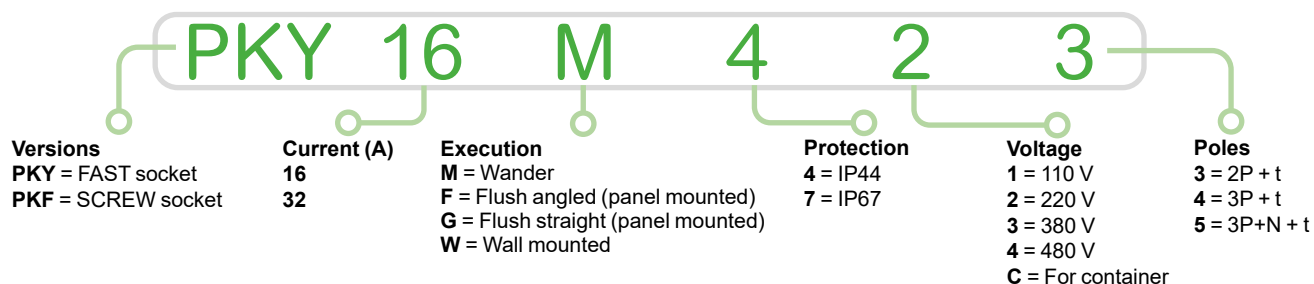 PKY 16 M 4 2 3
Versions
PKY = FAST socket
PKF = SCREW socket
Current (A)
16
32
Execution
M = Wander
F = Flush angled (panel mounted)
G = Flush straight (panel mounted)
W = Wall mounted
Protection
4 = IP44
7 = IP67
Voltage
1 = 110 V
2 = 220 V
3 = 380 V
4 = 480 V
C = For container
Poles
3 = 2P + t
4 = 3P + t
5 = 3P+N + t